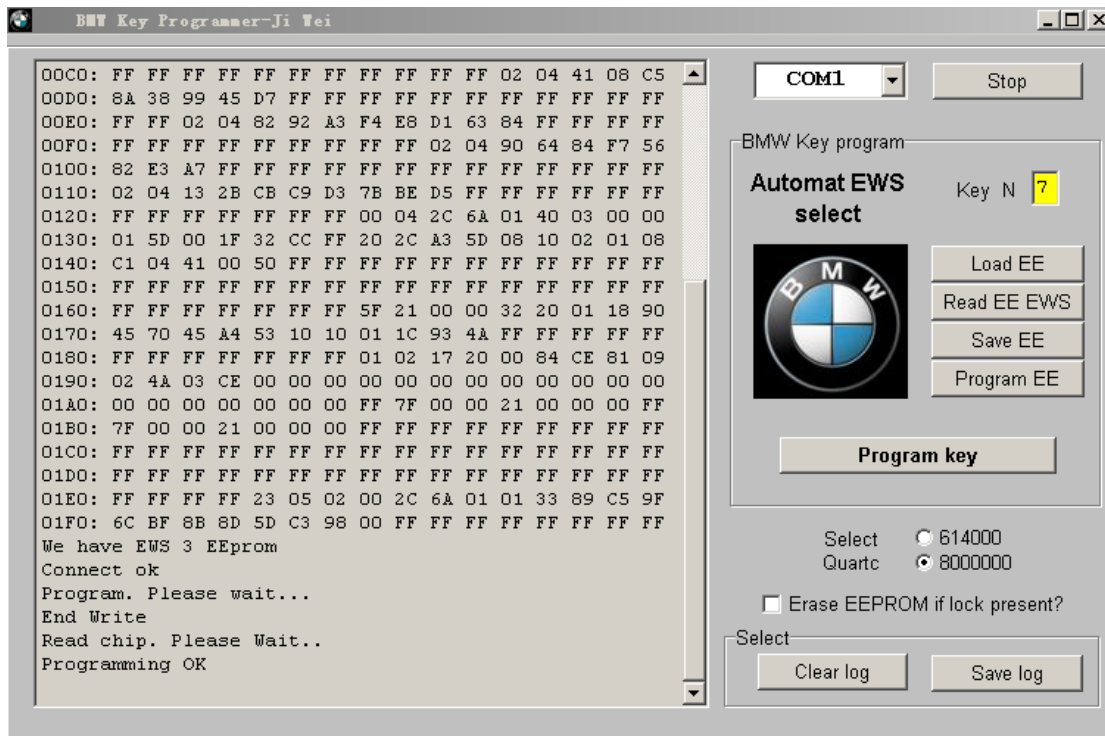 BMW Key Programmer-Ji Wei
00C0: FF FF FF FF FF FF FF FF FF FF FF 02 04 41 08 C5
00D0: 8A 38 99 45 D7 FF FF FF FF FF FF FF FF FF FF FF
00E0: FF FF 02 04 82 92 A3 F4 E8 D1 63 84 FF FF FF FF
00F0: FF FF FF FF FF FF FF FF FF 02 04 90 64 84 F7 56
0100: 82 E3 A7 FF FF FF FF FF FF FF FF FF FF FF FF FF
0110: 02 04 13 2B CB C9 D3 7B BE D5 FF FF FF FF FF FF
0120: FF FF FF FF FF FF FF 00 04 2C 6A 01 40 03 00 00
0130: 01 5D 00 1F 32 CC FF 20 2C A3 5D 08 10 02 01 08
0140: C1 04 41 00 50 FF FF FF FF FF FF FF FF FF FF FF
0150: FF FF FF FF FF FF FF FF FF FF FF FF FF FF FF FF
0160: FF FF FF FF FF FF FF 5F 21 00 00 32 20 01 18 90
0170: 45 70 45 A4 53 10 10 01 1C 93 4A FF FF FF FF FF
0180: FF FF FF FF FF FF FF 01 02 17 20 00 84 CE 81 09
0190: 02 4A 03 CE 00 00 00 00 00 00 00 00 00 00 00 00
01A0: 00 00 00 00 00 00 00 FF 7F 00 00 21 00 00 00 FF
01B0: 7F 00 00 21 00 00 00 FF FF FF FF FF FF FF FF FF
01C0: FF FF FF FF FF FF FF FF FF FF FF FF FF FF FF FF
01D0: FF FF FF FF FF FF FF FF FF FF FF FF FF FF FF FF
01E0: FF FF FF FF 23 05 02 00 2C 6A 01 01 33 89 C5 9F
01F0: 6C BF 8B 8D 5D C3 98 00 FF FF FF FF FF FF FF FF
We have EWS 3 EEprom
Connect ok
Program. Please wait...
End Write
Read chip. Please Wait..
Programming OK
COM1
Stop
BMW Key program
Automat EWS
select
Key N 7
BMW
Load EE
Read EE EWS
Save EE
Program EE
Program key
Select
Quartc
614000
8000000
Erase EEPROM if lock present?
Select
Clear log
Save log